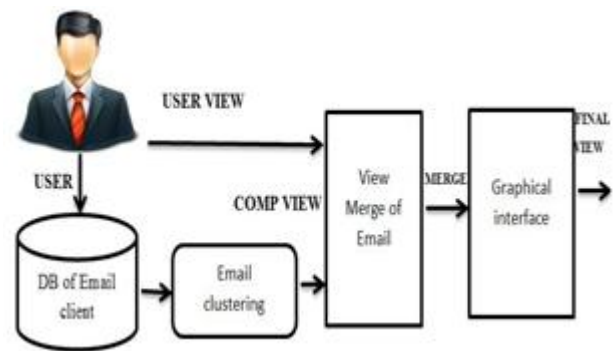 USER VIEW
USER
COMP VIEW
DB of Email
client
Email
clustering
View
Merge of
Email
MERGE
Graphical
interface
FINAL
VIEW